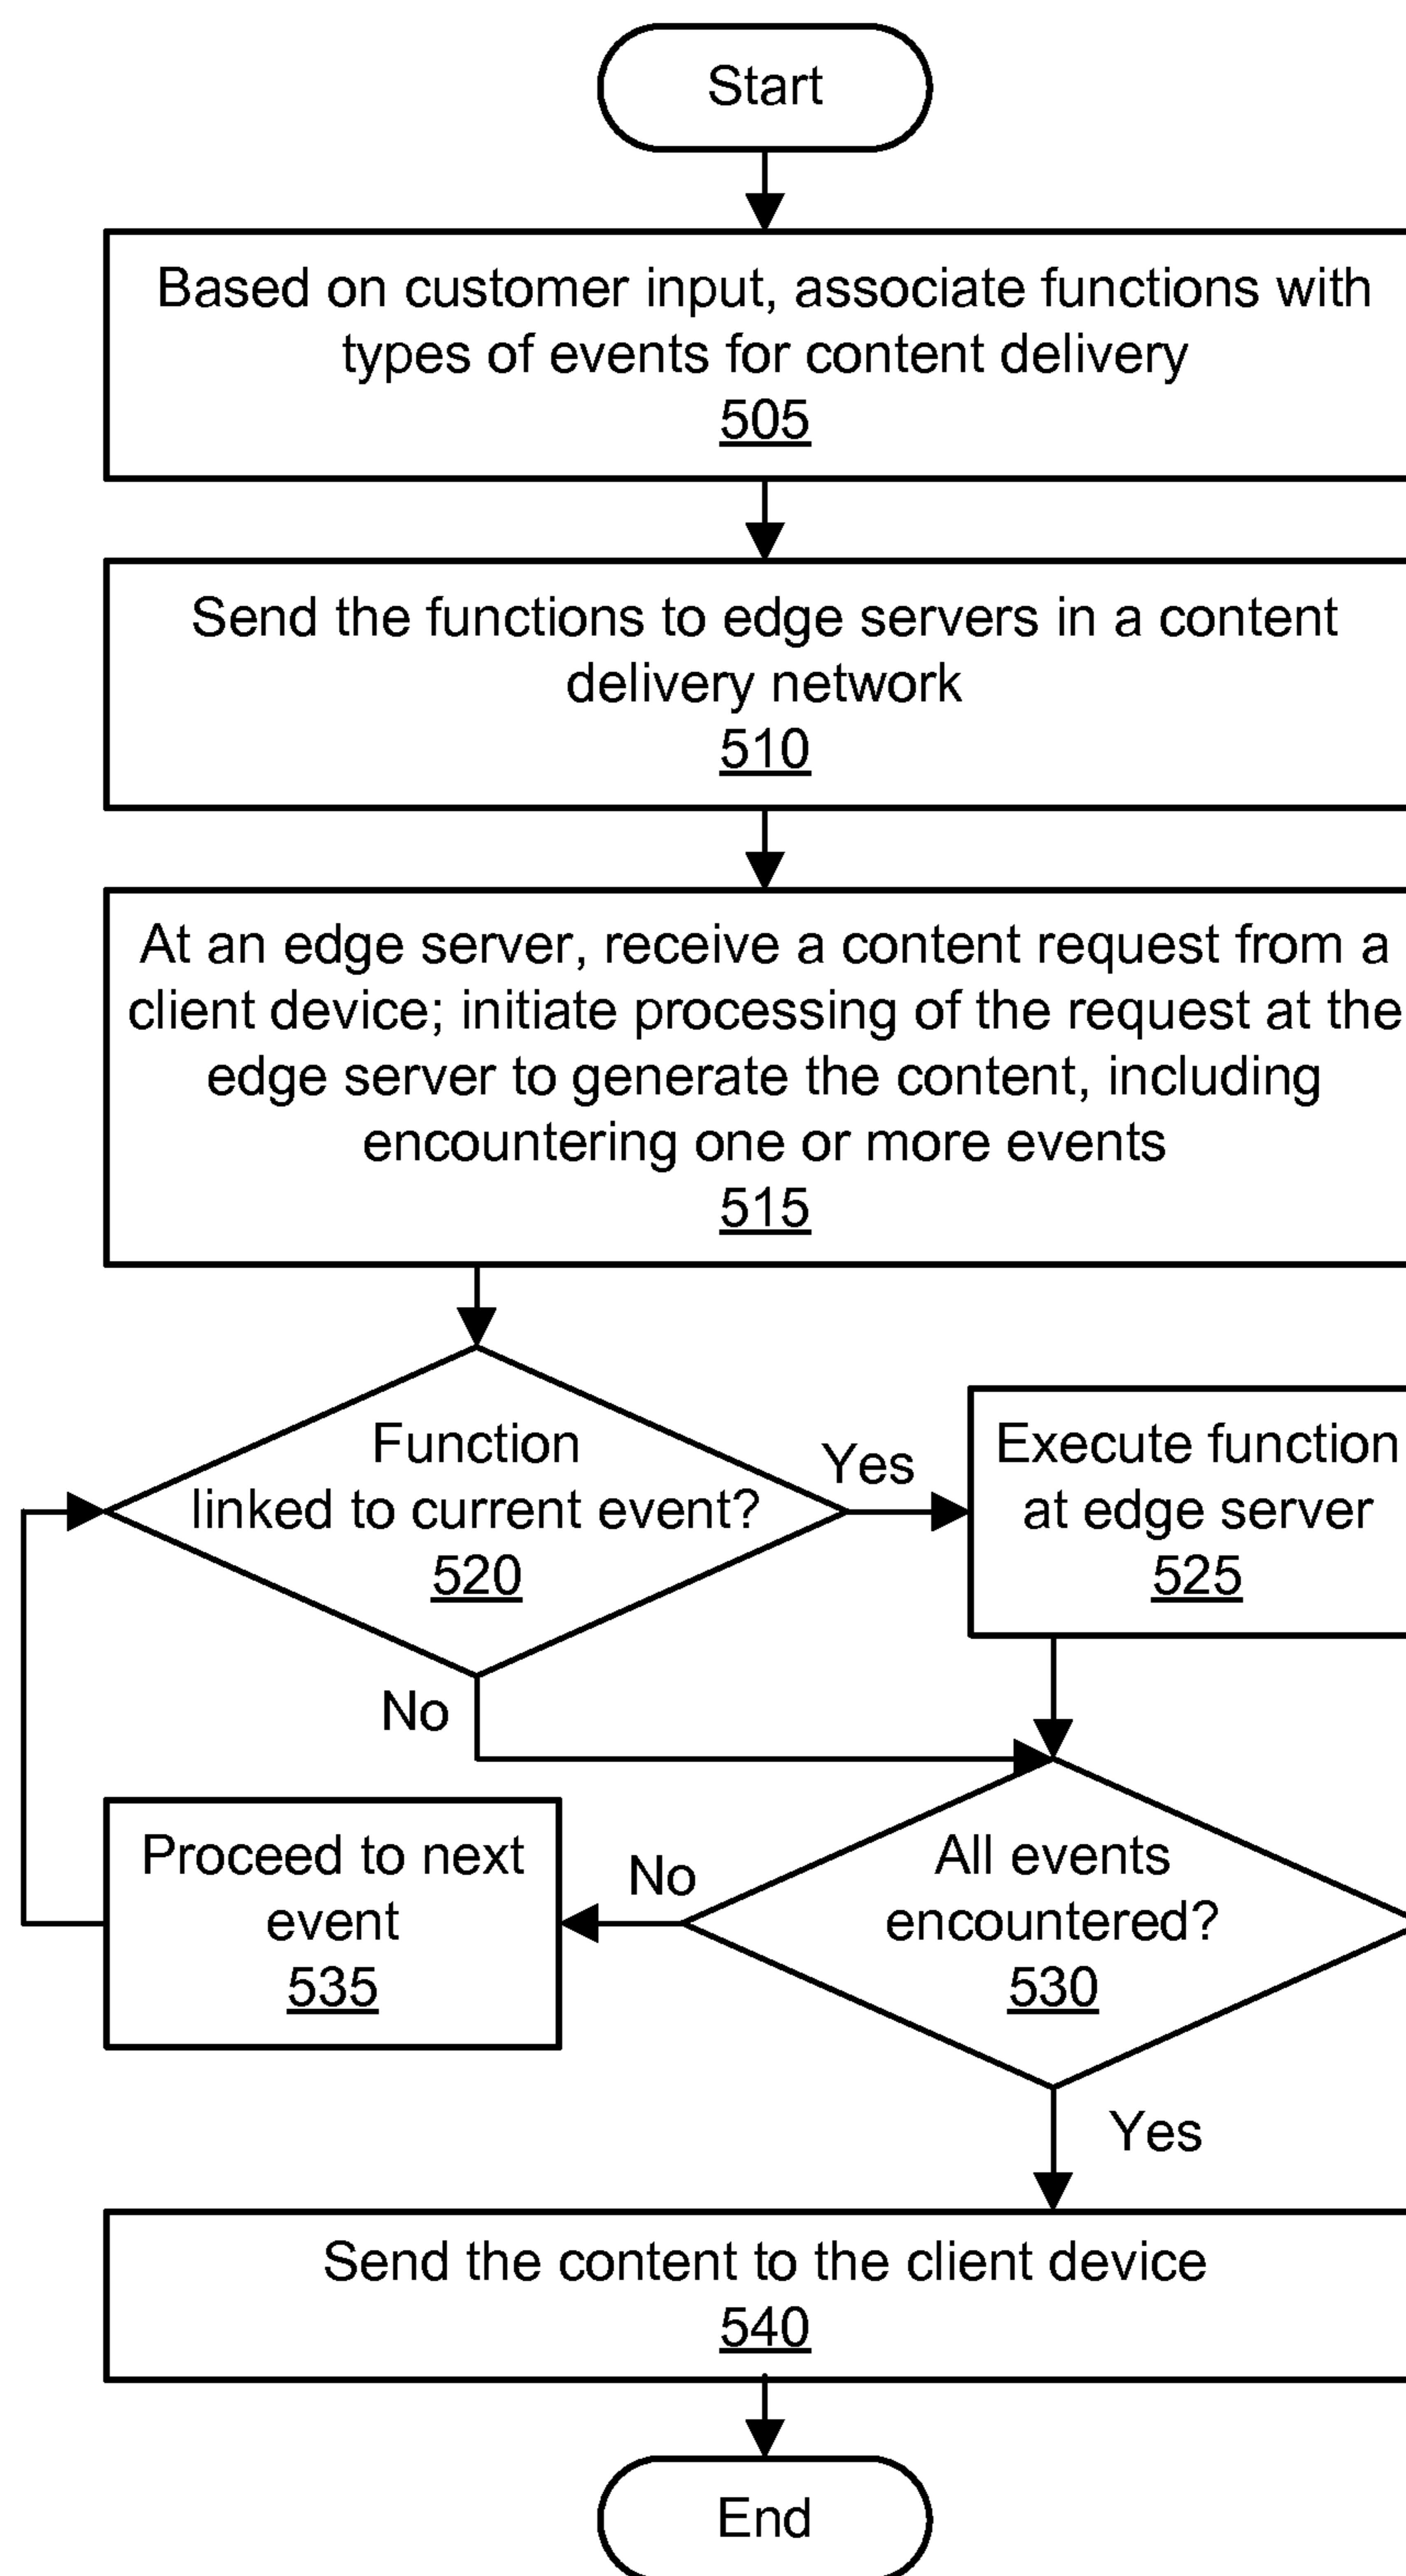 Start
Based on customer input, associate functions with
types of events for content delivery
505
Send the functions to edge servers in a content
delivery network
510
At an edge server, receive a content request from a
client device; initiate processing of the request at the
edge server to generate the content, including
encountering one or more events
515
Function
linked to current event?
520
Yes
Execute function
at edge server
525
No
All events
encountered?
530
No
Proceed to next
event
535
Yes
Send the content to the client device
540
End